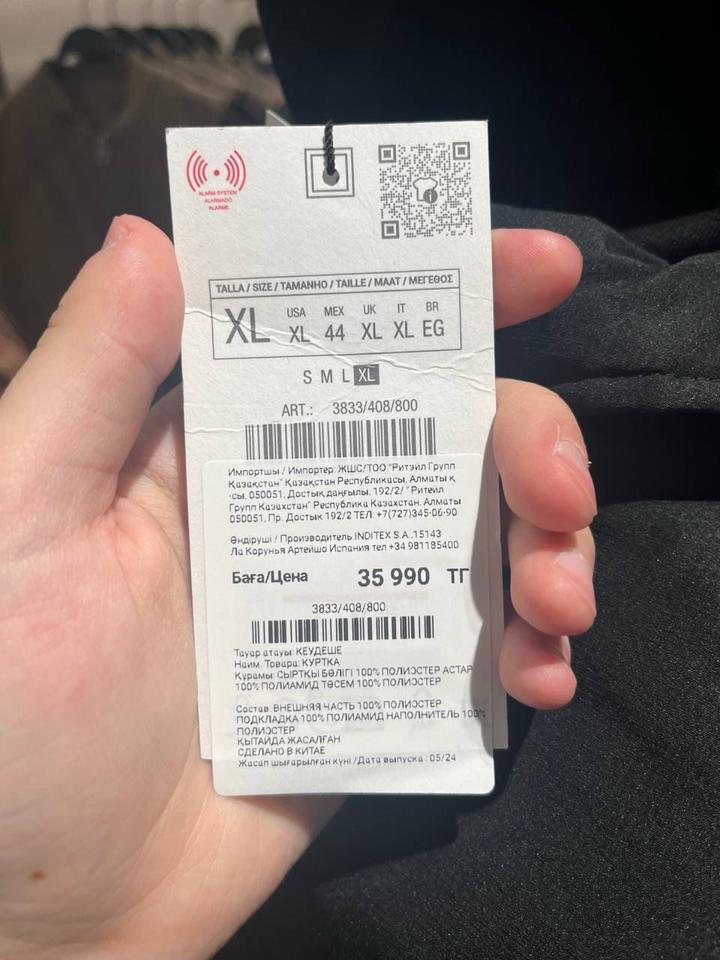 ALARM SYSTEM
ALARMADO
ALARME
TALLA / SIZE / TAMANHO / TAILLE / MAAT / ΜΕΓΕΘΟΣ
XL
USA MEX UK IT BR
XL 44 XL XL EG
S M L XL
ART.: 3833/408/800
Импортшы / Импортер: ЖШС/ТОО "Ритэйл Групп
Қазақстан" Қазақстан Республикасы, Алматы қ
-сы, 050051, Достық даңғылы, 192/2/ "Ритейл
Групп Казахстан" Республика Казахстан, Алматы
050051, Пр. Достык 192/2 ТЕЛ: +7(727)345-06-90
Өндіруші / Производитель INDITEX S.A.,15143
Ла Корунья Артейшо Испания тел +34 981185400
Баға/Цена 35 990 ТГ
3833/408/800
Тауар атауы: КЕУДЕШЕ
Наим. Товара: КУРТКА
Құрамы: СЫРТҚЫ БӨЛІГІ 100% ПОЛИЭСТЕР АСТАР
100% ПОЛИАМИД ТӨСЕМ 100% ПОЛИЭСТЕР
Состав: ВНЕШНЯЯ ЧАСТЬ 100% ПОЛИЭСТЕР
ПОДКЛАДКА 100% ПОЛИАМИД НАПОЛНИТЕЛЬ 100%
ПОЛИЭСТЕР
ҚЫТАЙДА ЖАСАЛҒАН
СДЕЛАНО В КИТАЕ
Жасап шығарылған күні /Дата выпуска : 05/24